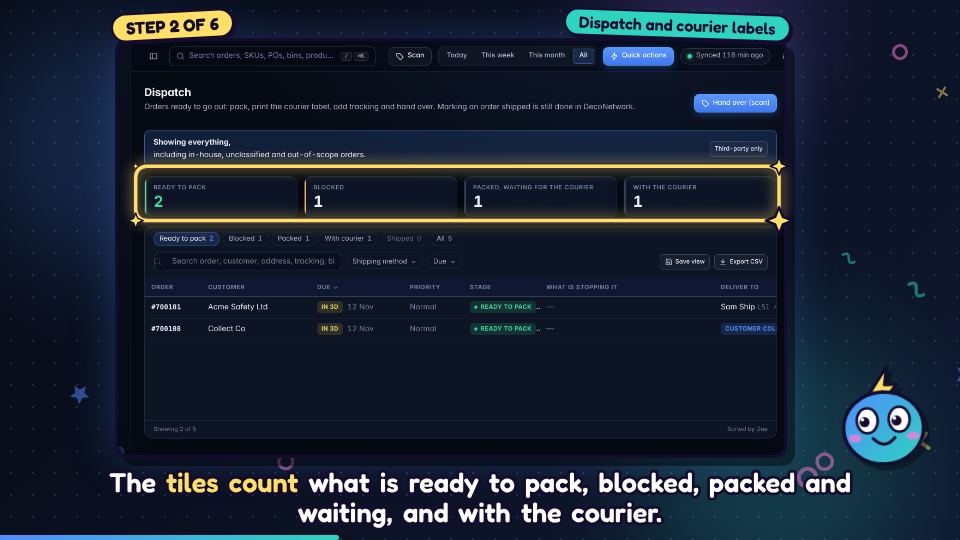 STEP 2 OF 6
Dispatch and courier labels
Search orders, SKUs, POs, bins, produ... / ⌘K
Scan
Today This week This month All
Quick actions
Synced 116 min ago
Dispatch
Orders ready to go out: pack, print the courier label, add tracking and hand over. Marking an order shipped is still done in DecoNetwork.
Hand over (scan)
Showing everything,
including in-house, unclassified and out-of-scope orders.
Third-party only
READY TO PACK
2
BLOCKED
1
PACKED, WAITING FOR THE COURIER
1
WITH THE COURIER
1
Ready to pack 2 Blocked 1 Packed 1 With courier 1 Shipped 0 All 5
Search order, customer, address, tracking, bi
Shipping method Due
Save view Export CSV
ORDER CUSTOMER DUE PRIORITY STAGE WHAT IS STOPPING IT DELIVER TO
#700101 Acme Safety Ltd IN 3D 12 Nov Normal READY TO PACK .. — Sam Ship LS1
#700108 Collect Co IN 3D 12 Nov Normal READY TO PACK .. — CUSTOMER COL
Showing 2 of 5
Sorted by Due
The tiles count what is ready to pack, blocked, packed and
waiting, and with the courier.